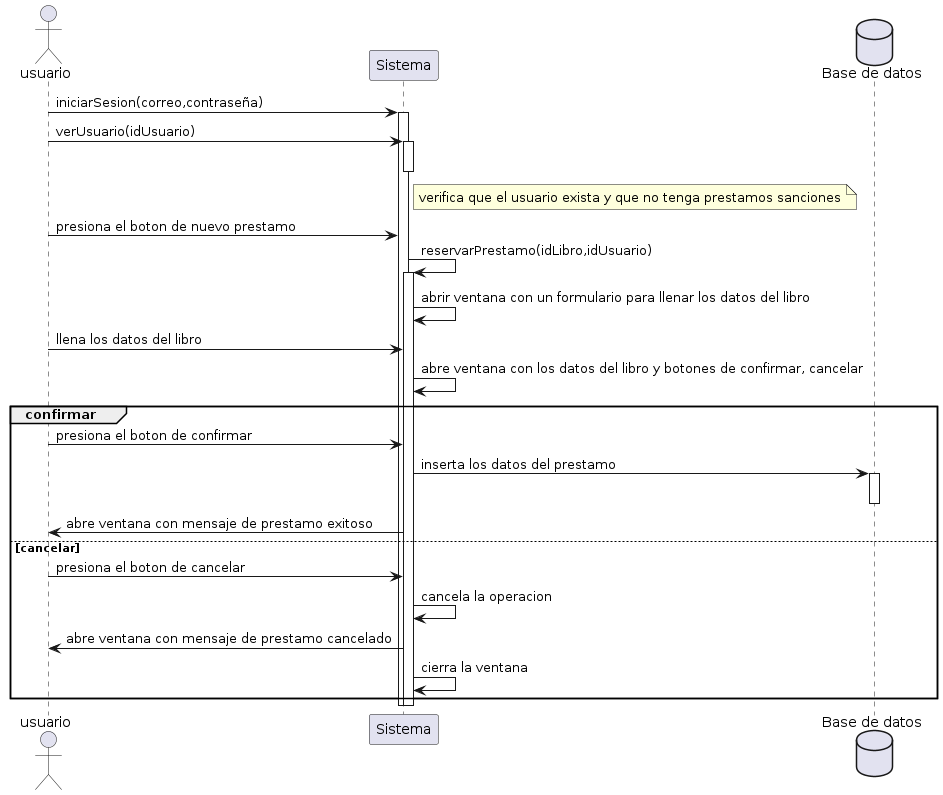 usuario
Sistema
Base de datos
iniciarSesion(correo,contraseña)
verUsuario(idUsuario)
verifica que el usuario exista y que no tenga prestamos sanciones
presiona el boton de nuevo prestamo
reservarPrestamo(idLibro,idUsuario)
abrir ventana con un formulario para llenar los datos del libro
llena los datos del libro
abre ventana con los datos del libro y botones de confirmar, cancelar
confirmar
presiona el boton de confirmar
inserta los datos del prestamo
abre ventana con mensaje de prestamo exitoso
[cancelar]
presiona el boton de cancelar
cancela la operacion
abre ventana con mensaje de prestamo cancelado
cierra la ventana
usuario
Sistema
Base de datos